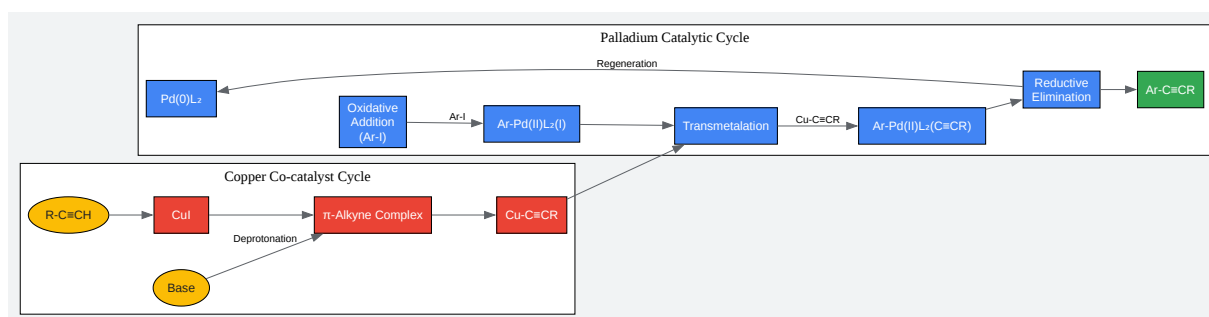 Palladium Catalytic Cycle
Regeneration
Pd(0)L₂
Oxidative
Addition
(Ar-I)
Ar-I
Ar-Pd(II)L₂(I)
Transmetalation
Cu-C≡CR
Ar-Pd(II)L₂(C≡CR)
Reductive
Elimination
Ar-C≡CR
Copper Co-catalyst Cycle
R-C≡CH
CuI
π-Alkyne Complex
Cu-C≡CR
Deprotonation
Base